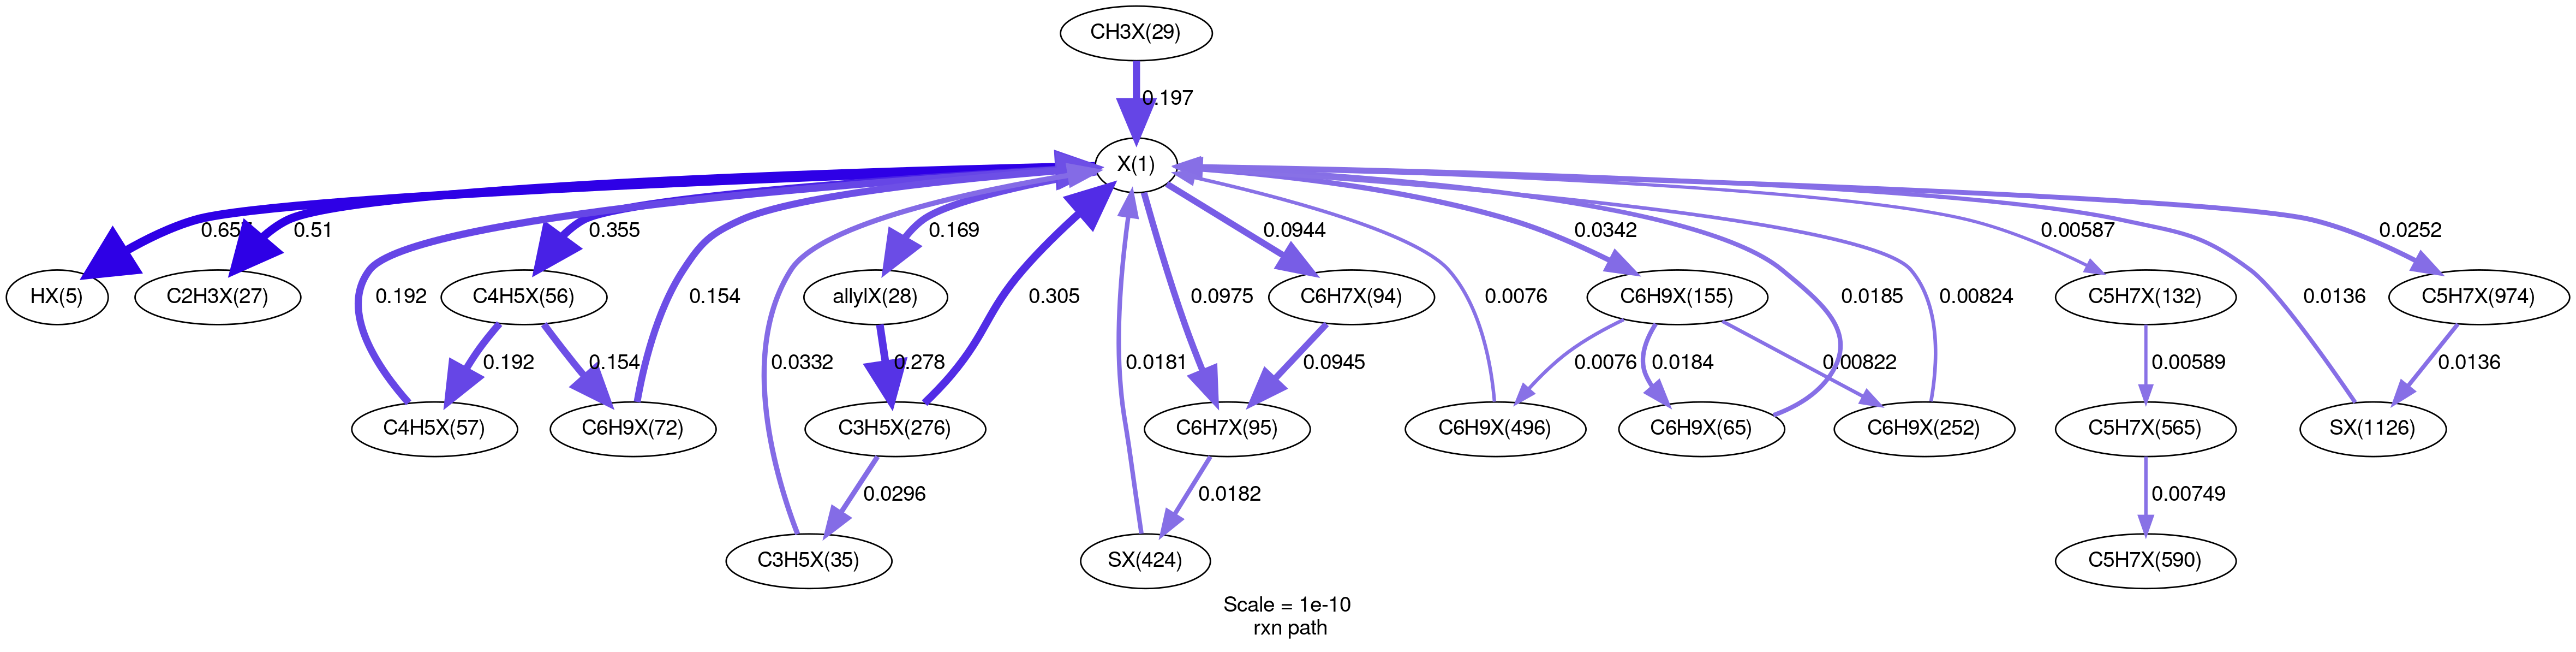 CH3X(29)
0.197
X(1)
0.51
0.355
0.169
0.0944
0.0342
0.00587
0.0252
HX(5)
C2H3X(27)
0.192
C4H5X(56)
0.154
allylX(28)
0.305
0.0975
C6H7X(94)
0.0076
C6H9X(155)
0.0185
0.00824
C5H7X(132)
0.0136
C5H7X(974)
0.192
0.154
0.0332
0.278
0.0181
0.0945
0.0076
0.0184
0.00822
0.00589
0.0136
C4H5X(57)
C6H9X(72)
C3H5X(276)
C6H7X(95)
C6H9X(496)
C6H9X(65)
C6H9X(252)
C5H7X(565)
SX(1126)
0.0296
0.0182
0.00749
C3H5X(35)
SX(424)
C5H7X(590)
Scale = 1e-10
rxn path